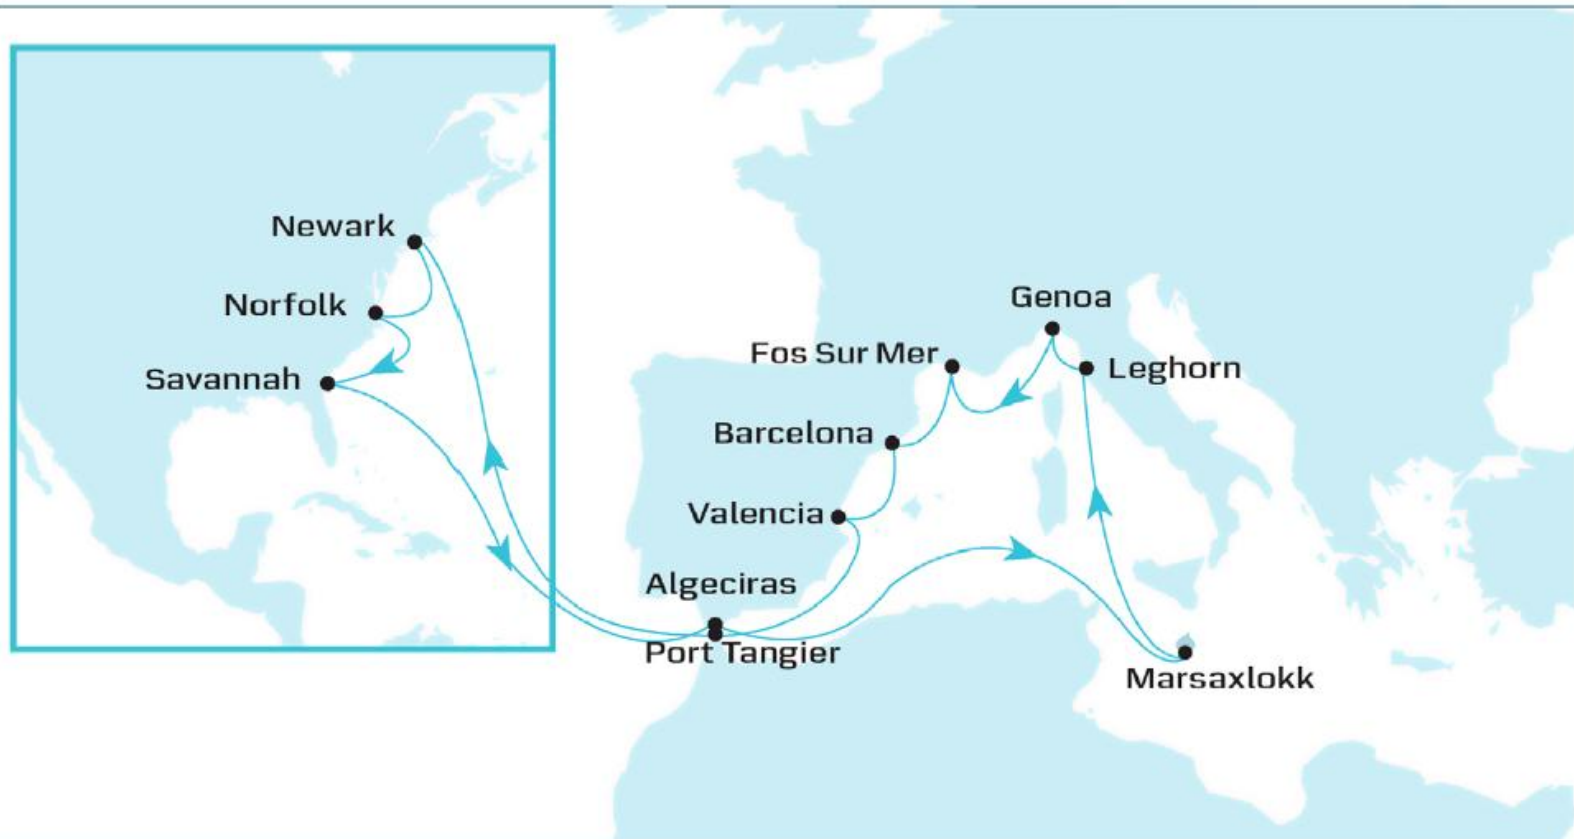 Newark
Norfolk
Savannah
Genoa
Fos Sur Mer
Leghorn
Barcelona
Valencia
Algeciras
Port Tangier
Marsaxlokk